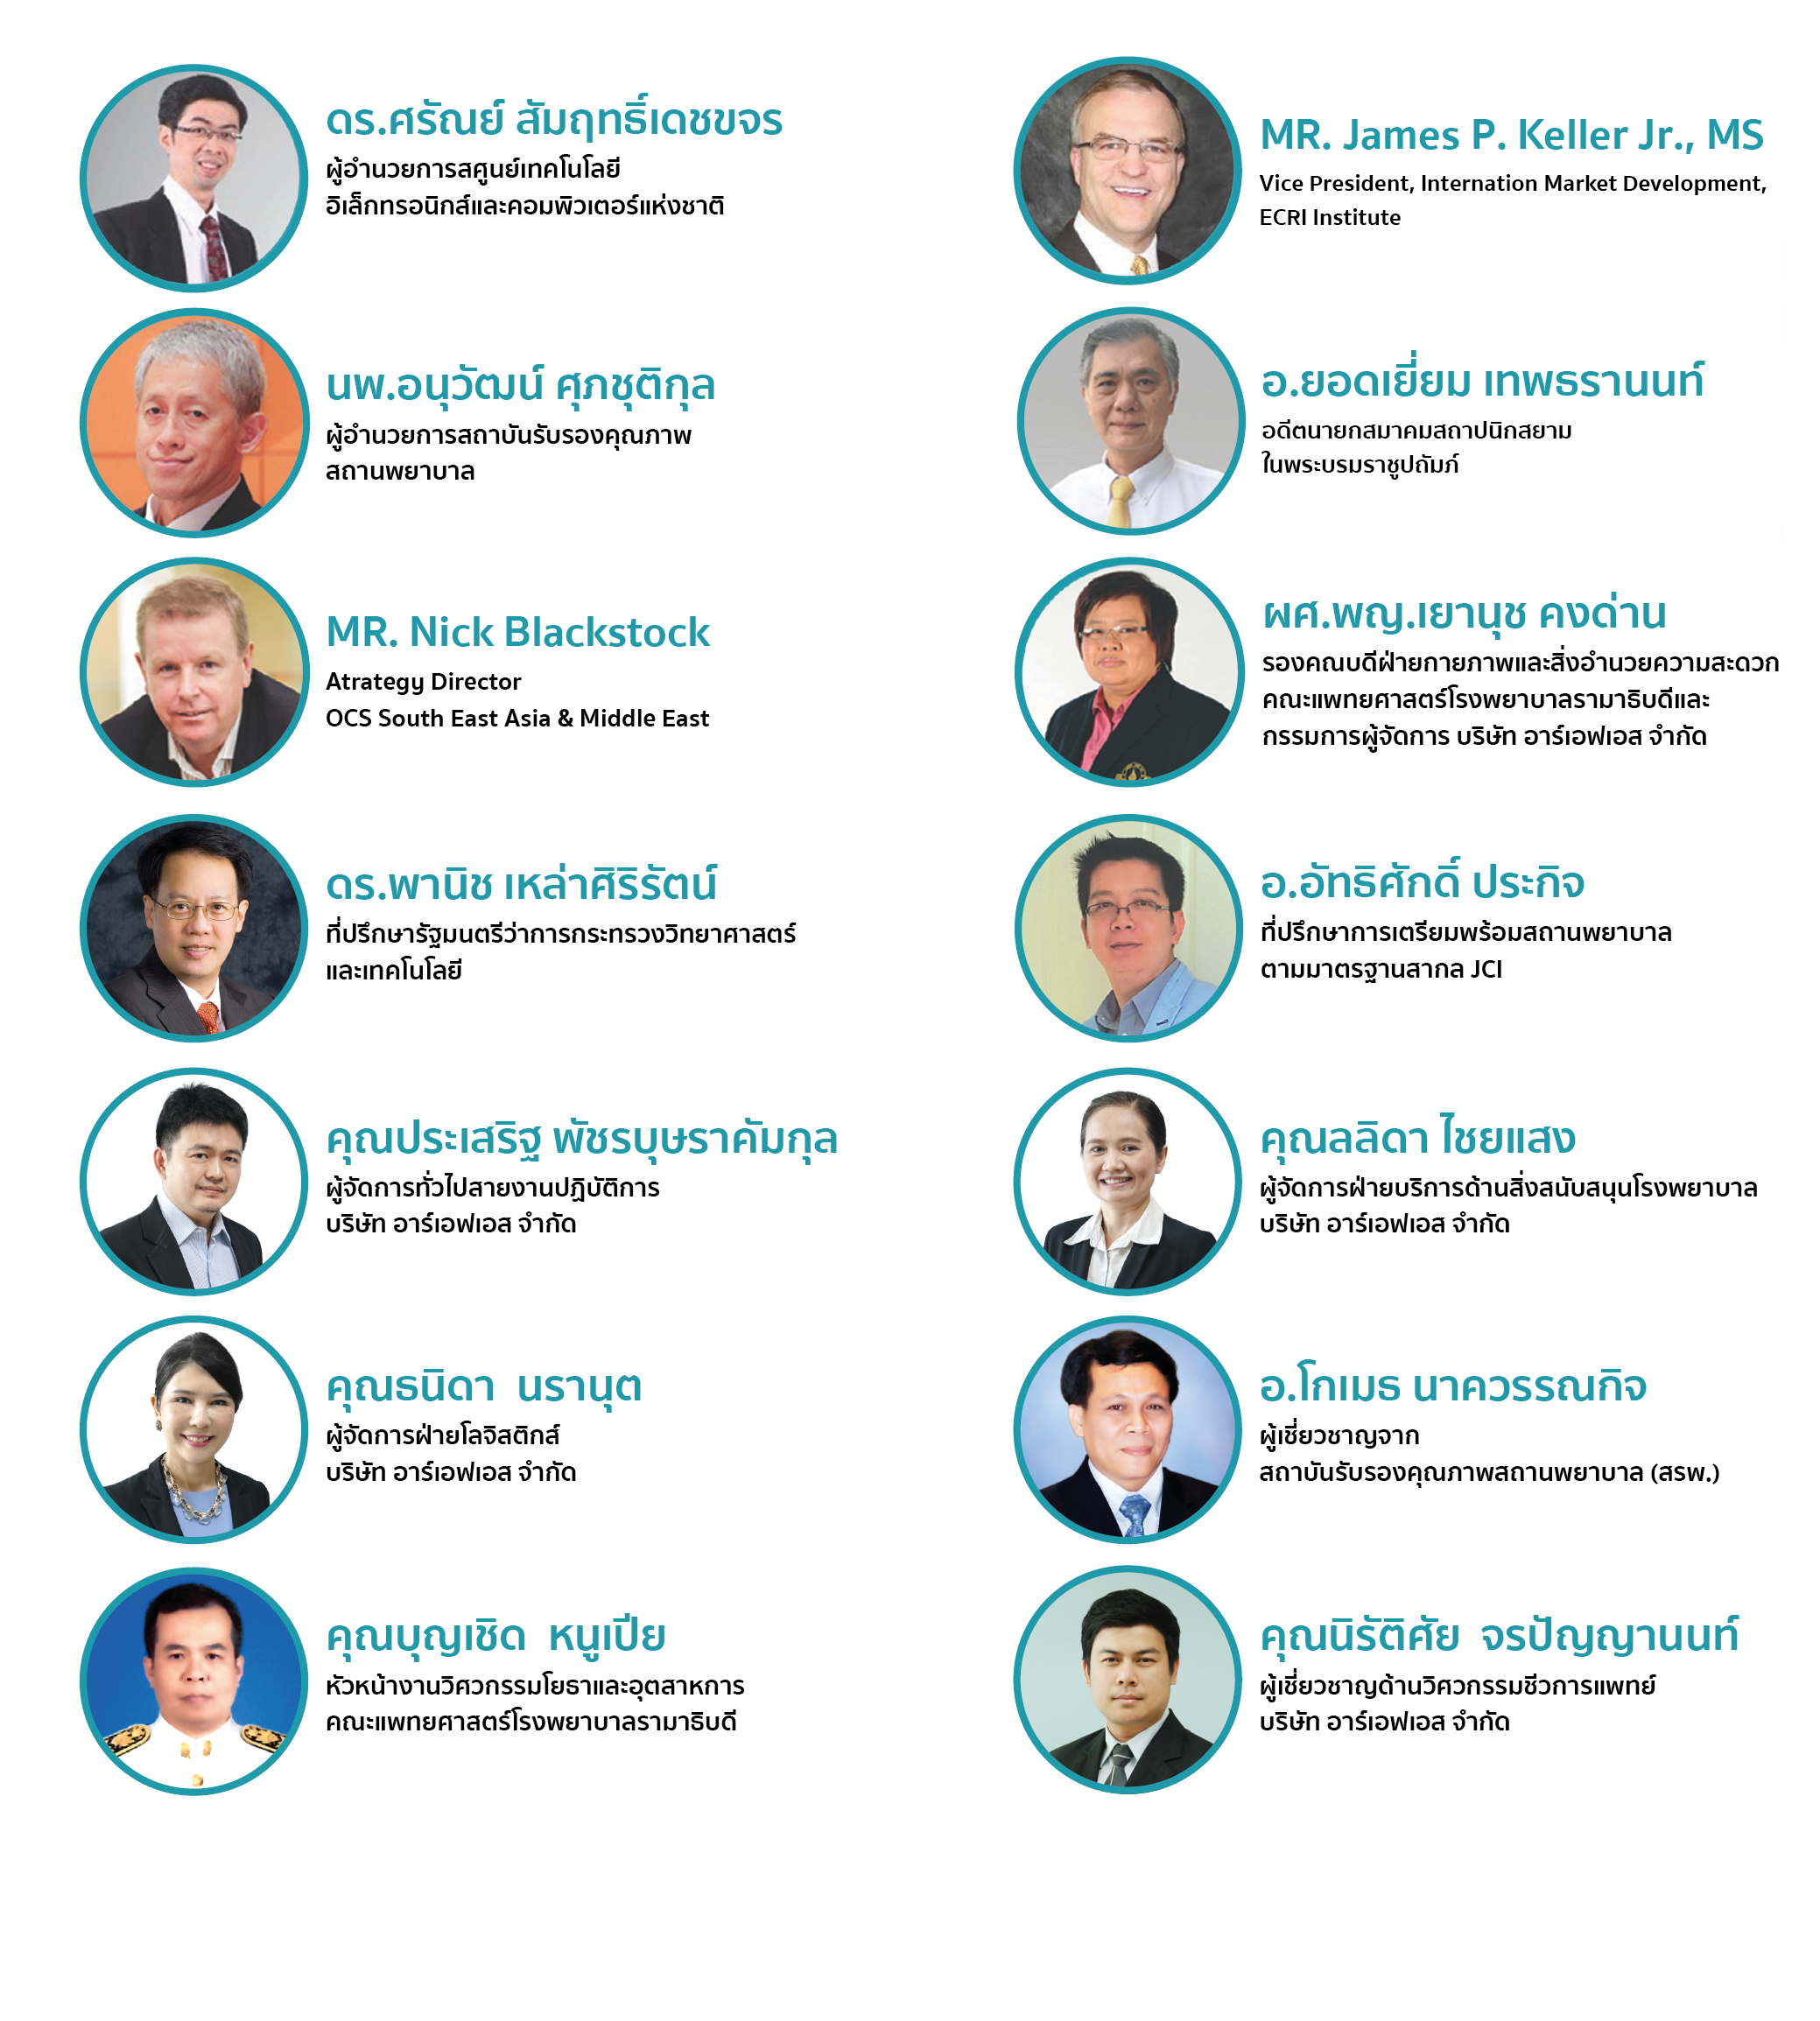 ดร.ศรัณย์ สัมฤทธิ์เดชขจร
ผู้อำนวยการสศูนย์เทคโนโลยี
อิเล็กทรอนิกส์และคอมพิวเตอร์แห่งชาติ
MR. James P. Keller Jr., MS
Vice President, Internation Market Development,
ECRI Institute
นพ.อนุวัฒน์ ศุภชุติกุล
ผู้อำนวยการสถาบันรับรองคุณภาพ
สถานพยาบาล
อ.ยอดเยี่ยม เทพธรานนท์
อดีตนายกสมาคมสถาปนิกสยาม
ในพระบรมราชูปถัมภ์
MR. Nick Blackstock
Atrategy Director
OCS South East Asia & Middle East
ผศ.พญ.เยานุช คงด่าน
รองคณบดีฝ่ายกายภาพและสิ่งอำนวยความสะดวก
คณะแพทยศาสตร์โรงพยาบาลรามาธิบดีและ
กรรมการผู้จัดการ บริษัท อาร์เอฟเอส จำกัด
ดร.พานิช เหล่าศิริรัตน์
ที่ปรึกษารัฐมนตรีว่าการกระทรวงวิทยาศาสตร์
และเทคโนโลยี
อ.อัทธิศักดิ์ ประกิจ
ที่ปรึกษาการเตรียมพร้อมสถานพยาบาล
ตามมาตรฐานสากล JCI
คุณประเสริฐ พัชรบุษราคัมกุล
ผู้จัดการทั่วไปสายงานปฏิบัติการ
บริษัท อาร์เอฟเอส จำกัด
คุณลลิดา ไชยแสง
ผู้จัดการฝ่ายบริการด้านสิ่งสนับสนุนโรงพยาบาล
บริษัท อาร์เอฟเอส จำกัด
คุณธนิดา นรานุต
ผู้จัดการฝ่ายโลจิสติกส์
บริษัท อาร์เอฟเอส จำกัด
อ.โกเมธ นาควรรณกิจ
ผู้เชี่ยวชาญจาก
สถาบันรับรองคุณภาพสถานพยาบาล (สรพ.)
คุณบุญเชิด หนูเปีย
หัวหน้างานวิศวกรรมโยธาและอุตสาหการ
คณะแพทยศาสตร์โรงพยาบาลรามาธิบดี
คุณนิรัติศัย จรปัญญานนท์
ผู้เชี่ยวชาญด้านวิศวกรรมชีวการแพทย์
บริษัท อาร์เอฟเอส จำกัด